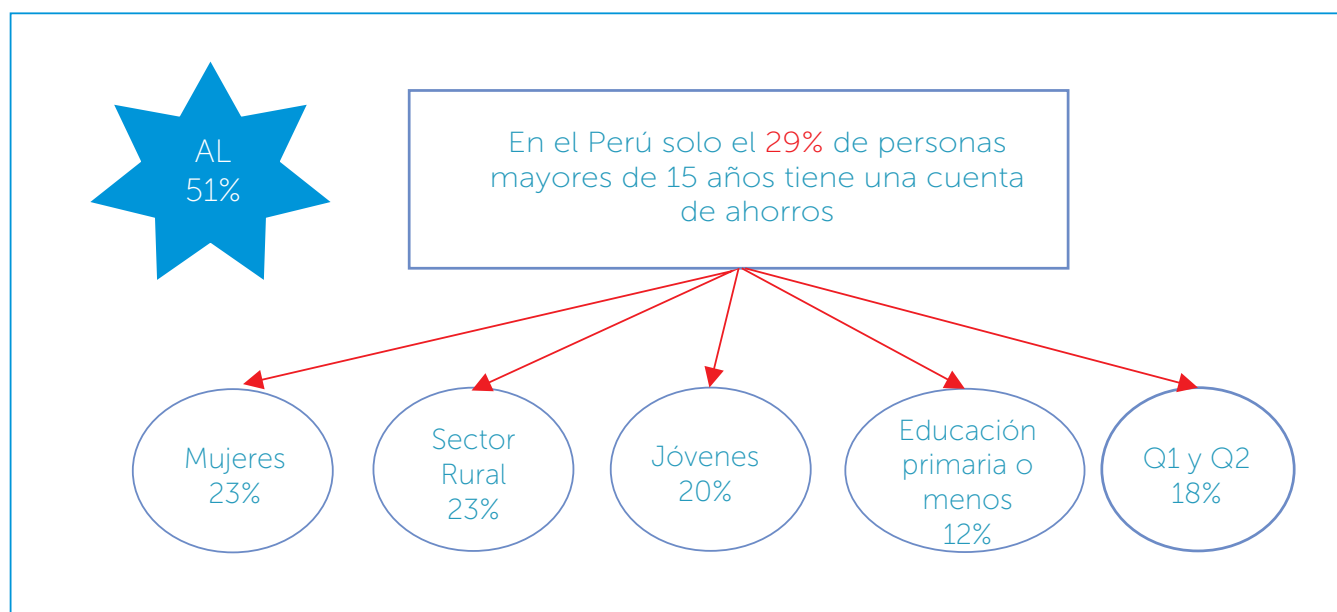 AL
51%
En el Perú solo el 29% de personas
mayores de 15 años tiene una cuenta
de ahorros
Mujeres
23%
Sector
Rural
23%
Jóvenes
20%
Educación
primaria o
menos
12%
Q1 y Q2
18%